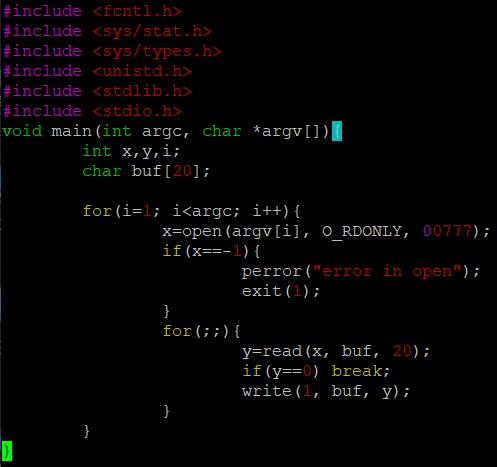 #include <fcntl.h>
#include <sys/stat.h>
#include <sys/types.h>
#include <unistd.h>
#include <stdlib.h>
#include <stdio.h>
void main(int argc, char *argv[]){
        int x,y,i;
        char buf[20];

        for(i=1; i<argc; i++){
                x=open(argv[i], O_RDONLY, 00777);
                if(x==-1){
                        perror("error in open");
                        exit(1);
                }
                for(;;){
                        y=read(x, buf, 20);
                        if(y==0) break;
                        write(1, buf, y);
                }
        }
}